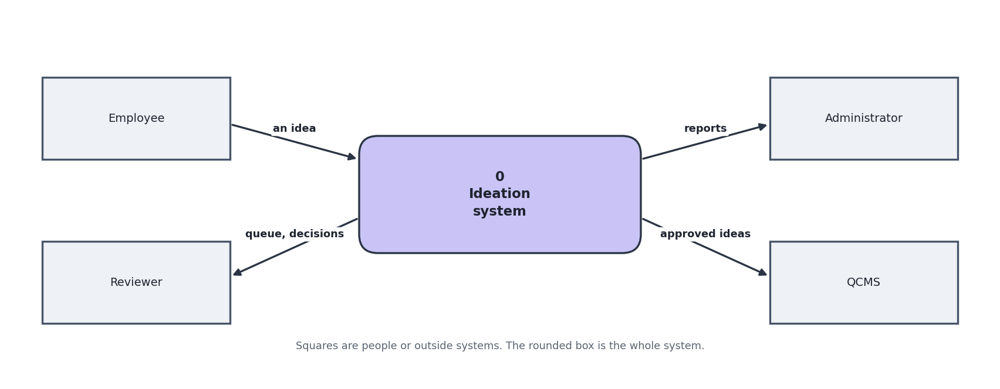 Employee
Administrator
an idea
reports
0
Ideation
system
queue, decisions
approved ideas
Reviewer
QCMS
Squares are people or outside systems. The rounded box is the whole system.